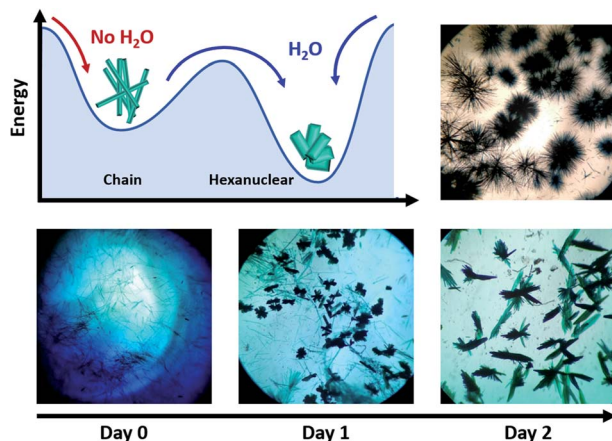 No H₂O
H₂O
Energy
Chain
Hexanuclear
Day 0
Day 1
Day 2